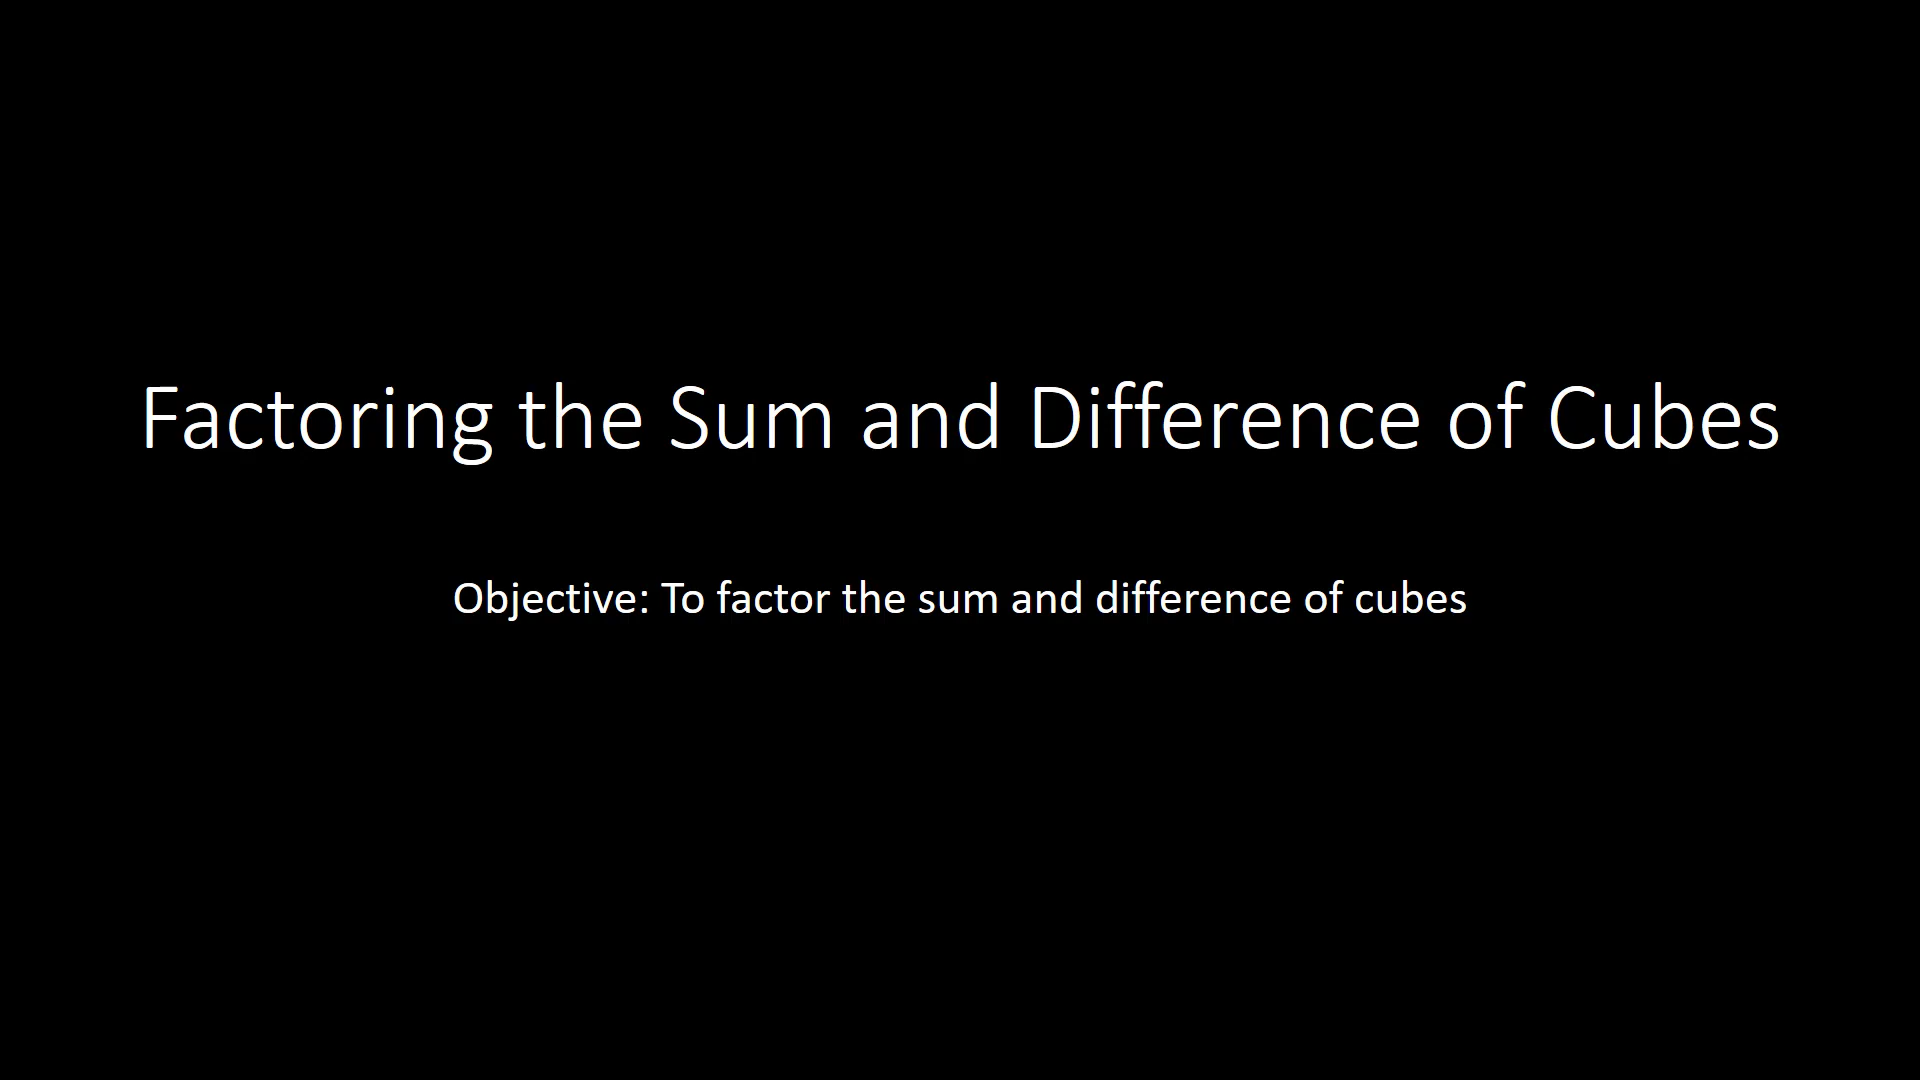 Factoring the Sum and Difference of Cubes
Objective: To factor the sum and difference of cubes